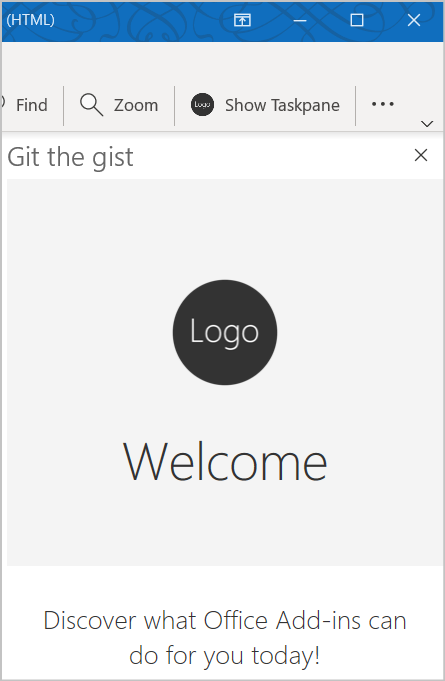 (HTML)
Find
Zoom
Logo
Show Taskpane
Git the gist
Logo
Welcome
Discover what Office Add-ins can
do for you today!